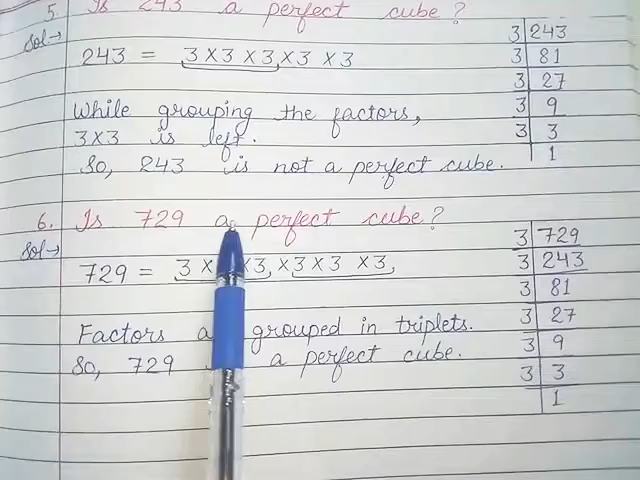 5. Is 243 a perfect cube?
Sol→
243 = 3×3×3×3×3
3 243
3 81
3 27
3 9
3 3
1
While grouping the factors,
3×3 is left.
So, 243 is not a perfect cube.
6. Is 729 a perfect cube?
Sol→
729 = 3× ×3, ×3×3×3,
3 729
3 243
3 81
3 27
3 9
3 3
1
Factors grouped in triplets.
So, 729 a perfect cube.